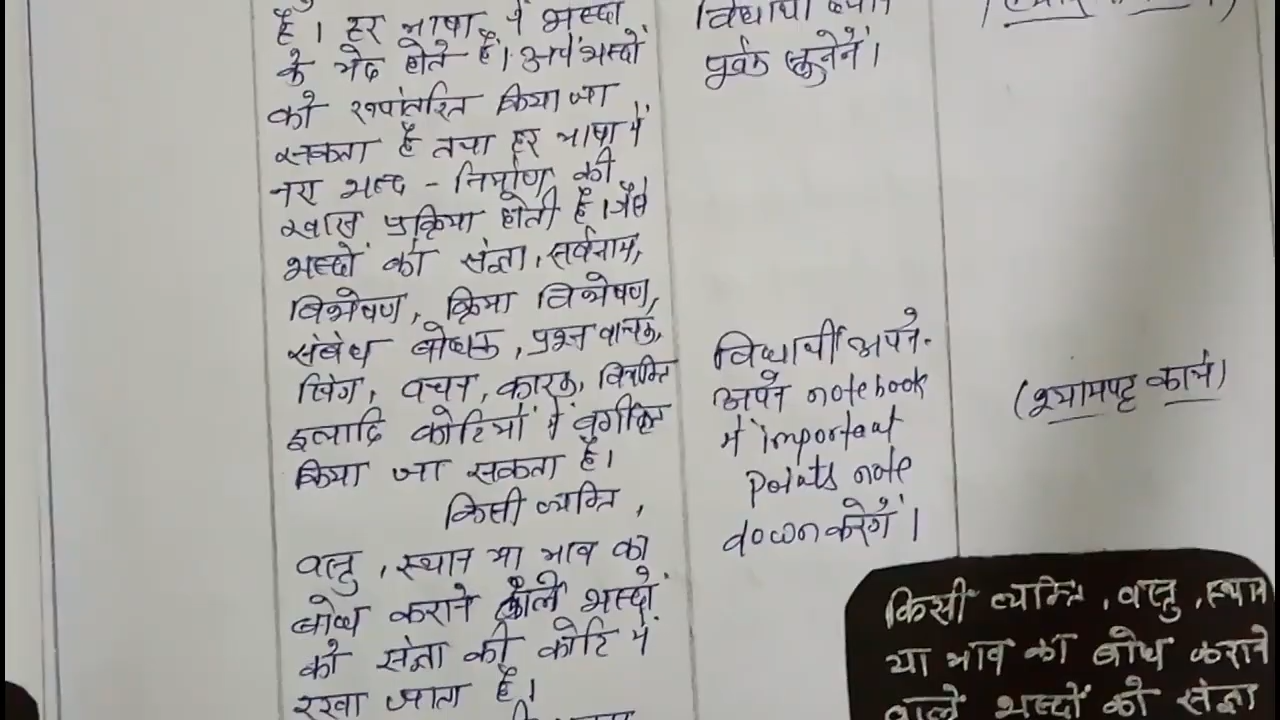 है। हर भाषा में शब्दों
के भेद होते हैं। अर्थ शब्दों
को रूपांतरित किया जा
सकता है तथा हर भाषा में
नए शब्द - निर्माण की
खास प्रक्रिया होती है। जैसे
शब्दों को संज्ञा, सर्वनाम,
विशेषण, क्रिया विशेषण,
संबंध बोधक, प्रश्न वाचक,
लिंग, वचन, कारक, विभक्ति
इत्यादि कोटियों में वर्गीकृत
किया जा सकता है।
किसी व्यक्ति,
वस्तु, स्थान या भाव का
बोध कराने वाले शब्दों
को संज्ञा की कोटि में
रखा जाता है।
विद्यार्थी ध्यान
पूर्वक सुनेंगे।
विद्यार्थी अपने-
अपने notebook
में important
Points note
down करेगें।
(श्यामपट्ट कार्य)
किसी व्यक्ति, वस्तु, स्थान
या भाव का बोध कराने
वाले शब्दों को संज्ञा